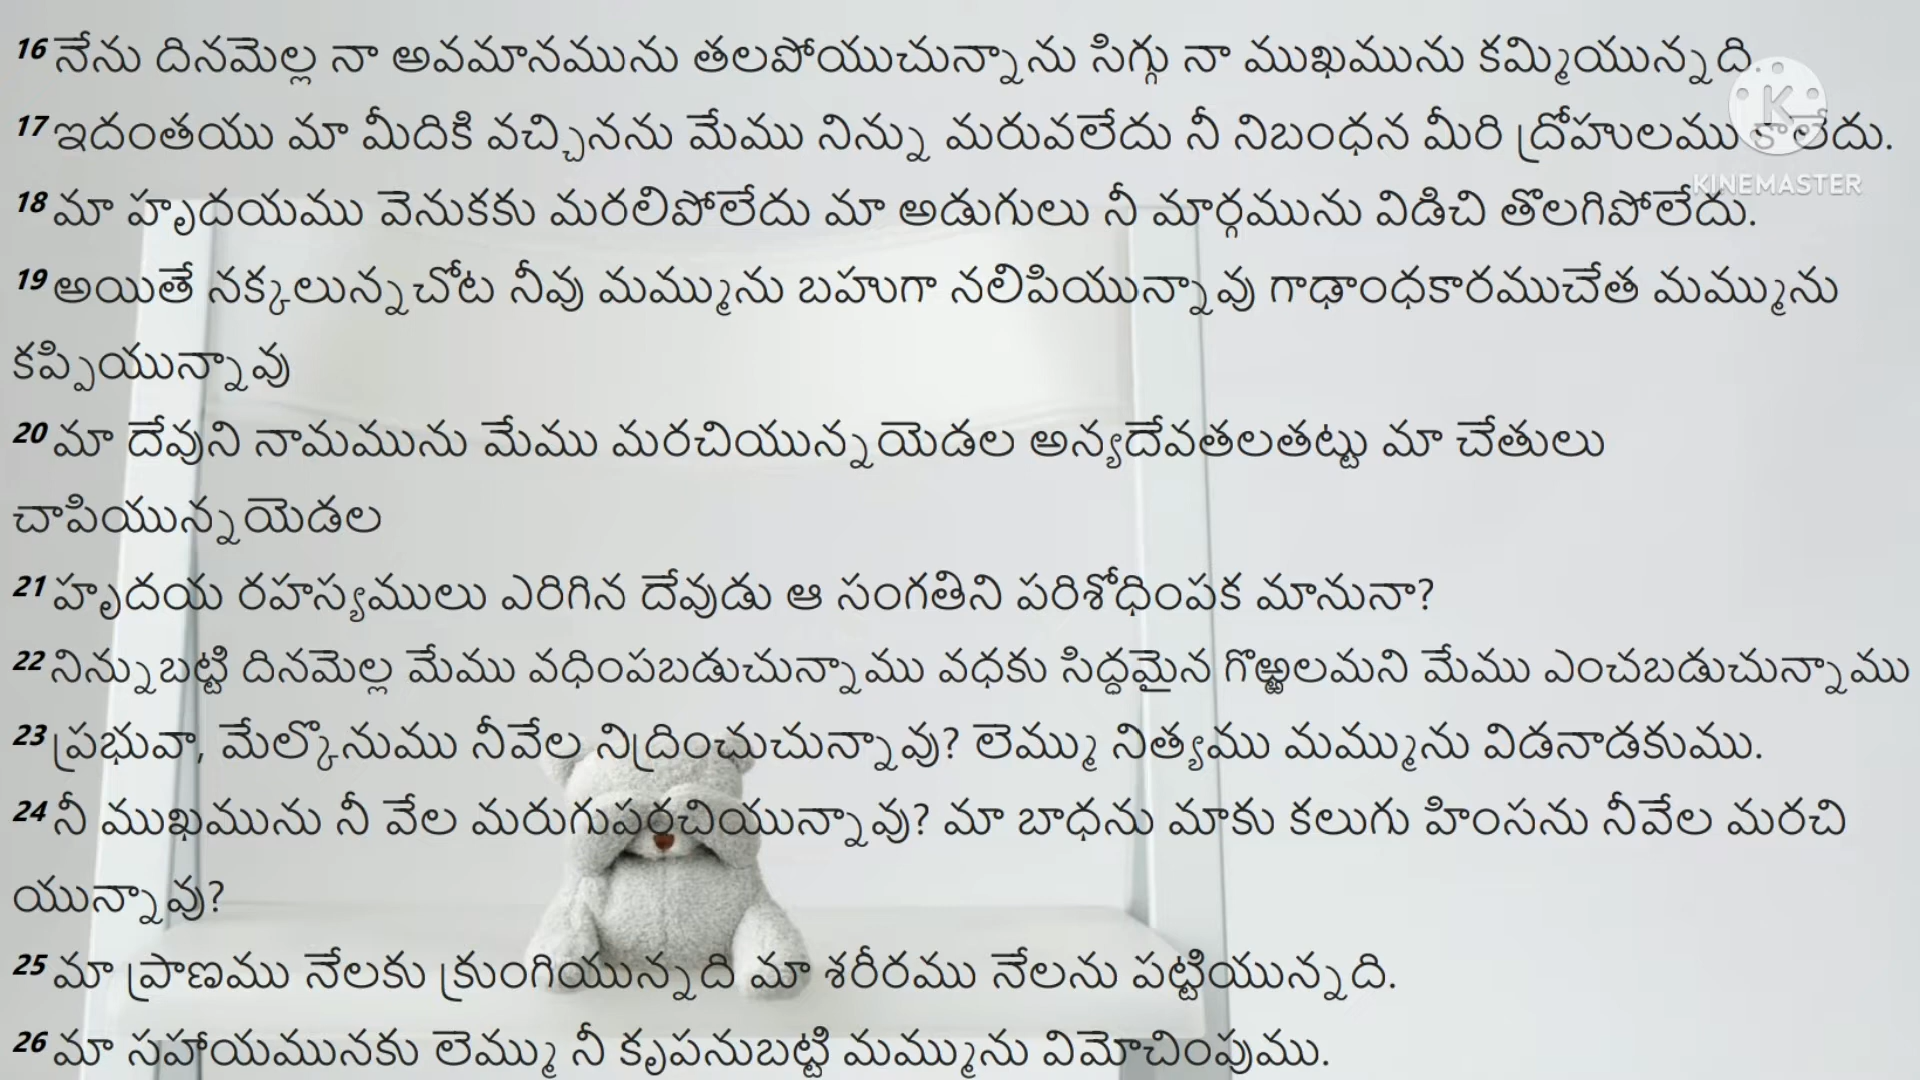 16 నేను దినమెల్ల నా అవమానమును తలపోయుచున్నాను సిగ్గు నా ముఖమును కమ్మియున్నది.
17 ఇదంతయు మా మీదికి వచ్చినను మేము నిన్ను మరువలేదు నీ నిబంధన మీరి ద్రోహులము కాలేదు.
KINEMASTER
18 మా హృదయము వెనుకకు మరలిపోలేదు మా అడుగులు నీ మార్గమును విడిచి తొలగిపోలేదు.
19 అయితే నక్కలున్నచోట నీవు మమ్మును బహుగా నలిపియున్నావు గాఢాంధకారముచేత మమ్మును
కప్పియున్నావు
20 మా దేవుని నామమును మేము మరచియున్నయెడల అన్యదేవతలతట్టు మా చేతులు
చాపియున్నయెడల
21 హృదయ రహస్యములు ఎరిగిన దేవుడు ఆ సంగతిని పరిశోధింపక మానునా?
22 నిన్నుబట్టి దినమెల్ల మేము వధింపబడుచున్నాము వధకు సిద్ధమైన గొఱ్ఱలమని మేము ఎంచబడుచున్నాము
23 ప్రభువా, మేల్కొనుము నీవేల నిద్రించుచున్నావు? లెమ్ము నిత్యము మమ్మును విడనాడకుము.
24 నీ ముఖమును నీ వేల మరుగుపరచియున్నావు? మా బాధను మాకు కలుగు హింసను నీవేల మరచి
యున్నావు?
25 మా ప్రాణము నేలకు క్రుంగియున్నది మా శరీరము నేలను పట్టియున్నది.
26 మా సహాయమునకు లెమ్ము నీ కృపనుబట్టి మమ్మును విమోచింపుము.